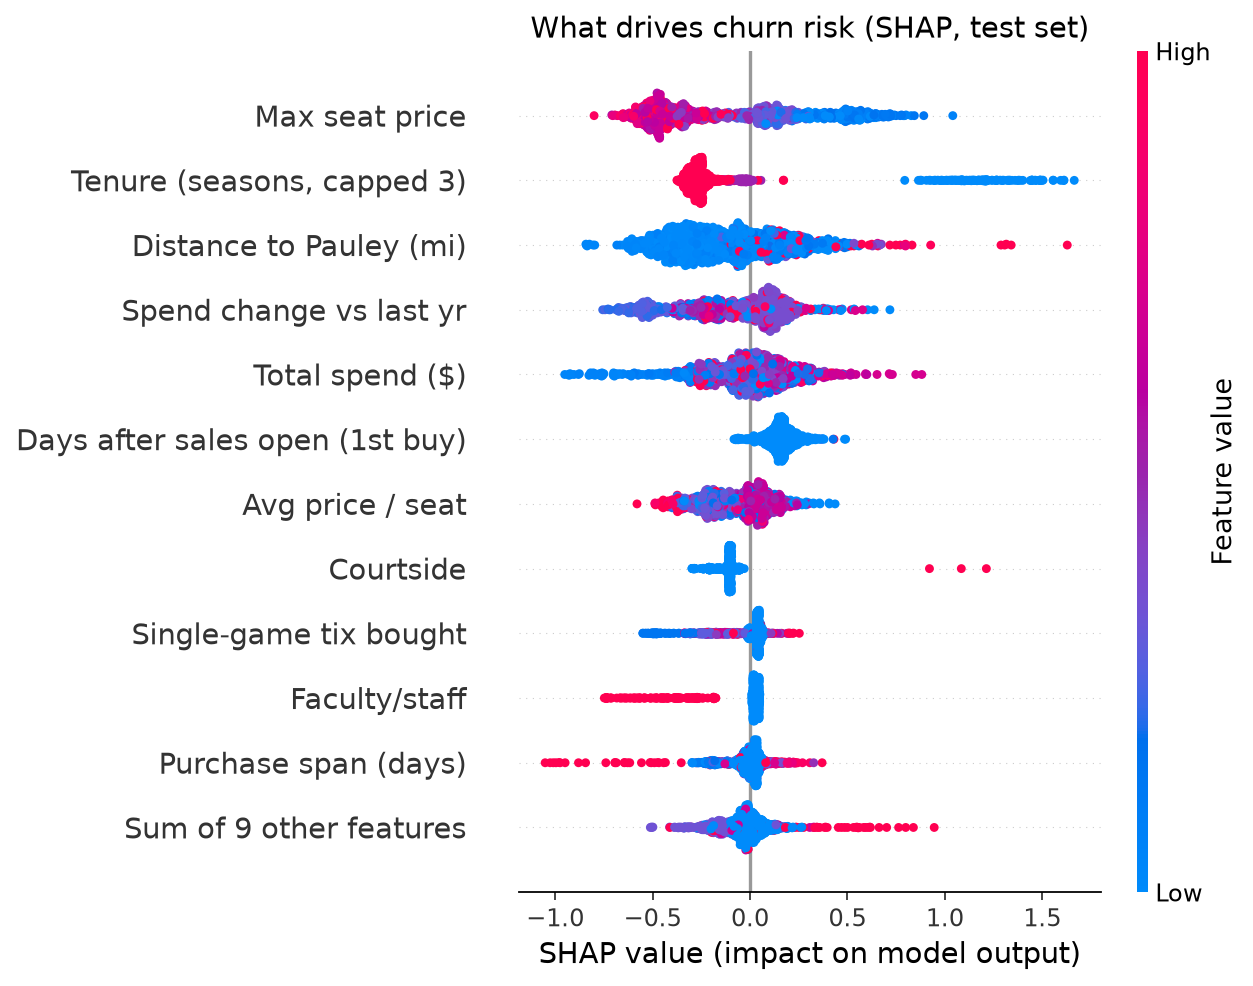 What drives churn risk (SHAP, test set)
High
Max seat price
Tenure (seasons, capped 3)
Distance to Pauley (mi)
Spend change vs last yr
Total spend ($)
Days after sales open (1st buy)
Avg price / seat
Courtside
Single-game tix bought
Faculty/staff
Purchase span (days)
Sum of 9 other features
Feature value
Low
−1.0 −0.5 0.0 0.5 1.0 1.5
SHAP value (impact on model output)